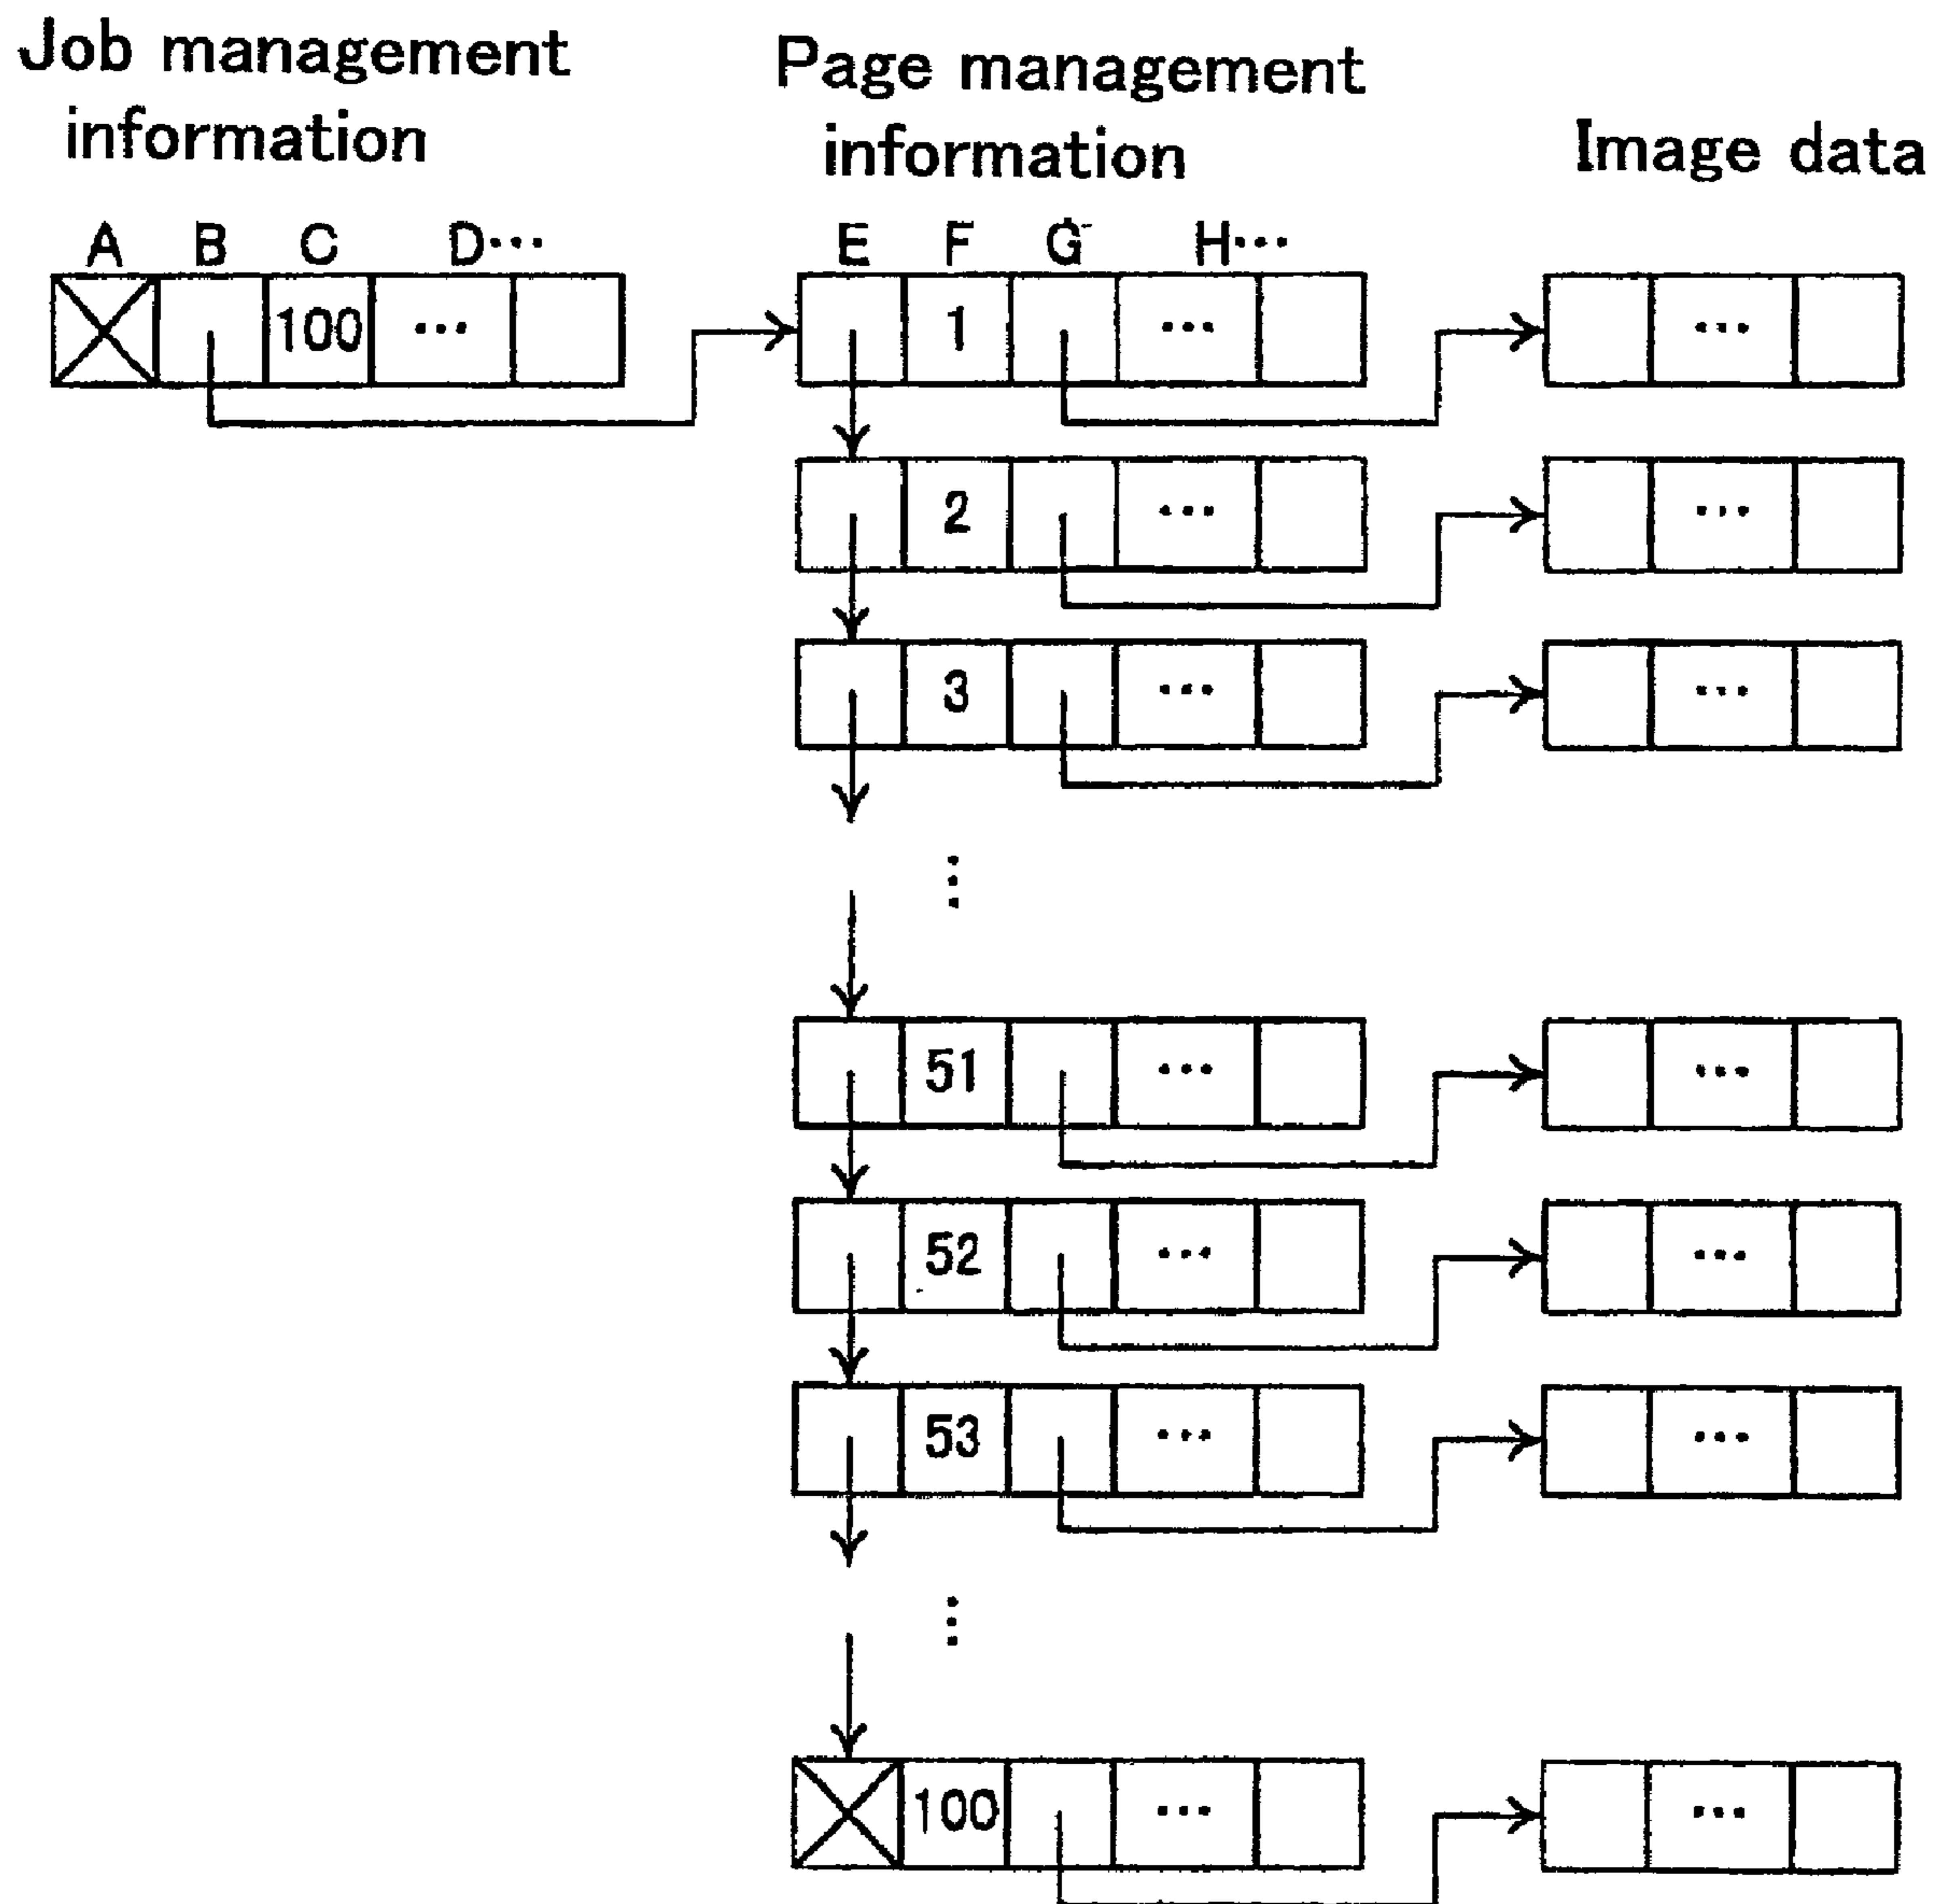 Job management
information
Page management
information
Image data
A B C D···
E F G H···
100 ···
1 ···
···
2 ···
···
3 ···
···
⋮
51 ···
···
52 ···
···
53 ···
···
⋮
100 ···
···